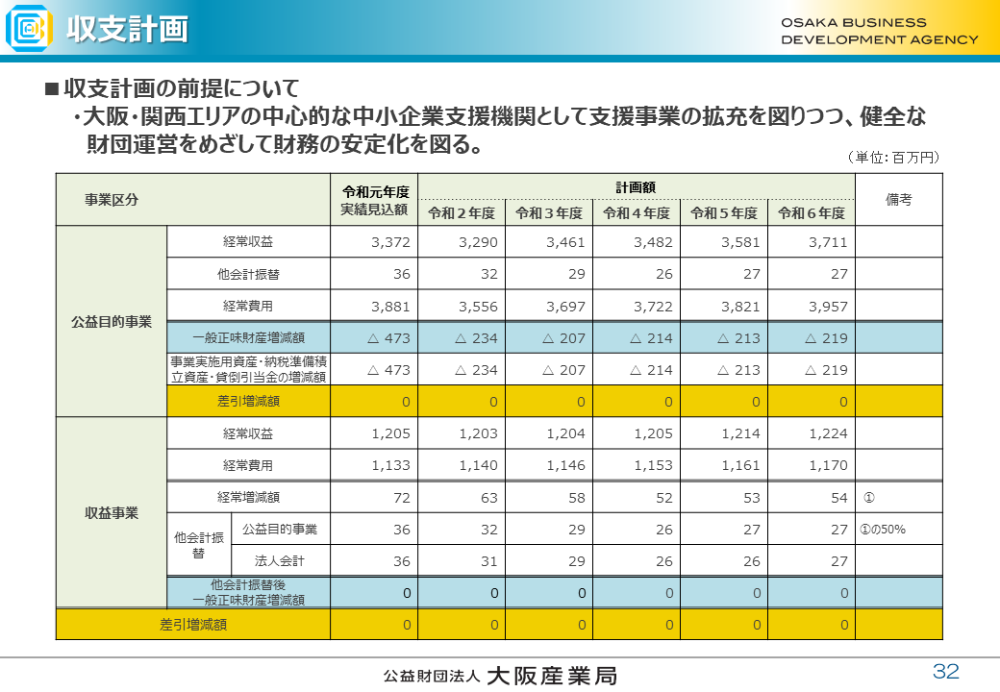 収支計画
OSAKA BUSINESS
DEVELOPMENT AGENCY
■収支計画の前提について
・大阪・関西エリアの中心的な中小企業支援機関として支援事業の拡充を図りつつ、健全な
財団運営をめざして財務の安定化を図る。
（単位：百万円）
事業区分 令和元年度 実績見込額 計画額 備考
令和２年度 令和３年度 令和４年度 令和５年度 令和６年度
公益目的事業
経常収益 3,372 3,290 3,461 3,482 3,581 3,711
他会計振替 36 32 29 26 27 27
経常費用 3,881 3,556 3,697 3,722 3,821 3,957
一般正味財産増減額 △ 473 △ 234 △ 207 △ 214 △ 213 △ 219
事業実施用資産・納税準備積
立資産・貸倒引当金の増減額 △ 473 △ 234 △ 207 △ 214 △ 213 △ 219
差引増減額 0 0 0 0 0 0
収益事業
経常収益 1,205 1,203 1,204 1,205 1,214 1,224
経常費用 1,133 1,140 1,146 1,153 1,161 1,170
経常増減額 72 63 58 52 53 54 ①
他会計振
替
公益目的事業 36 32 29 26 27 27 ①の50%
法人会計 36 31 29 26 26 27
他会計振替後
一般正味財産増減額 0 0 0 0 0 0
差引増減額 0 0 0 0 0 0
公益財団法人 大阪産業局
32